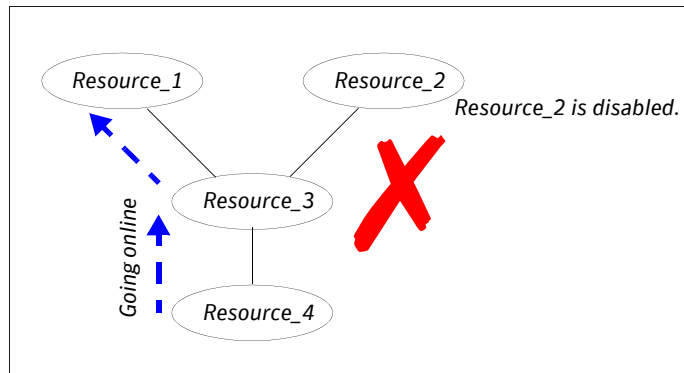 Resource_1
Resource_2
Resource_2 is disabled.
Resource_3
Going online
Resource_4